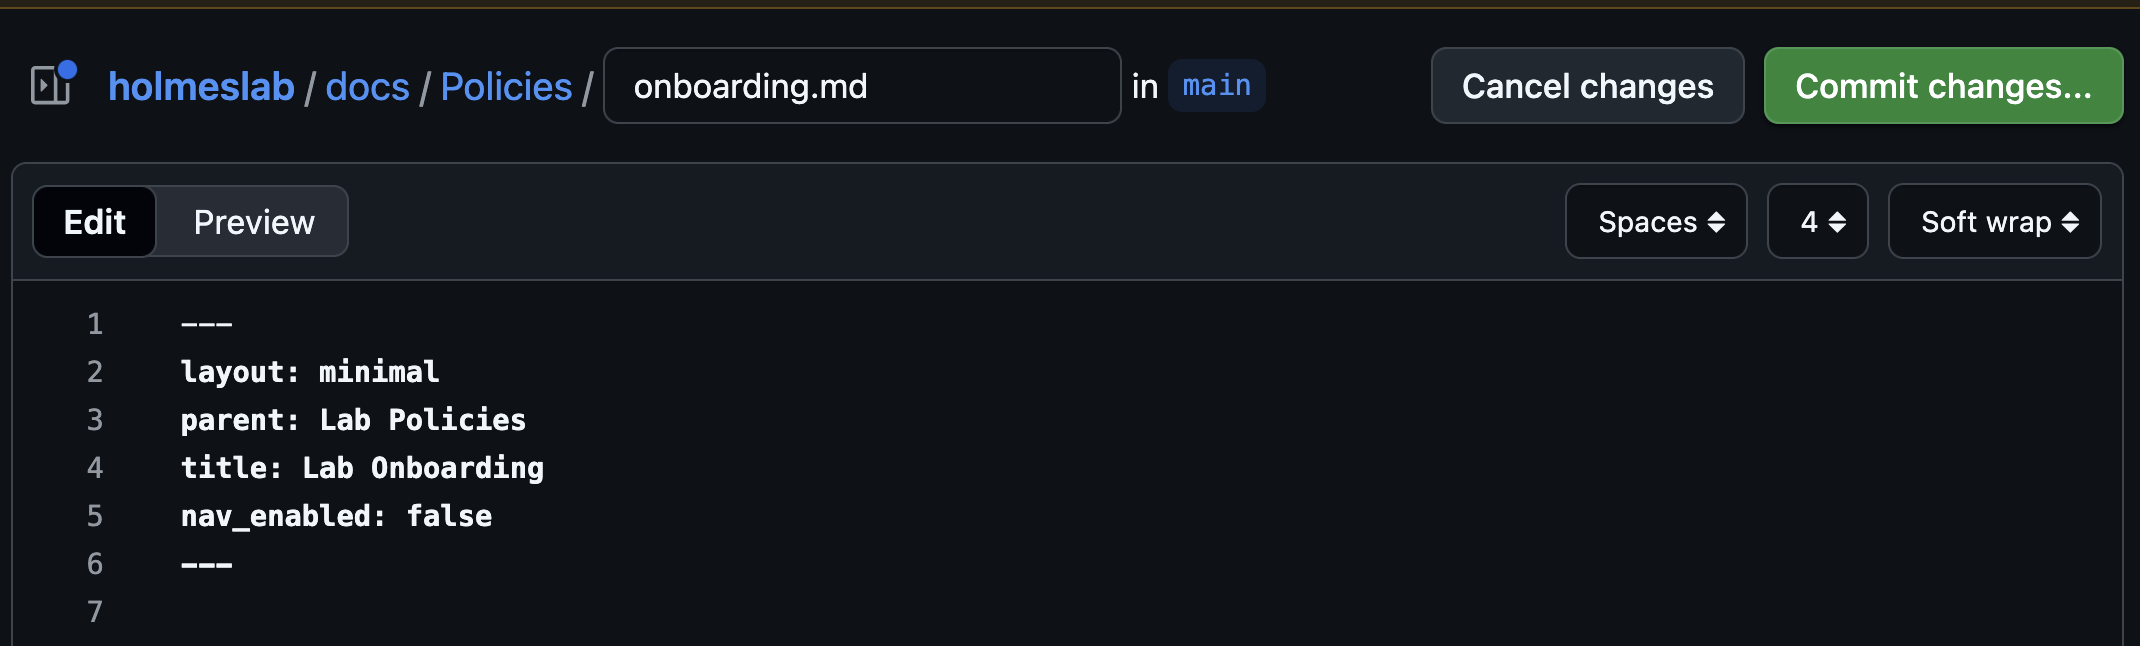 holmeslab / docs / Policies / onboarding.md in main Cancel changes Commit changes...
Edit Preview Spaces 4 Soft wrap
1 ---
2 layout: minimal
3 parent: Lab Policies
4 title: Lab Onboarding
5 nav_enabled: false
6 ---
7